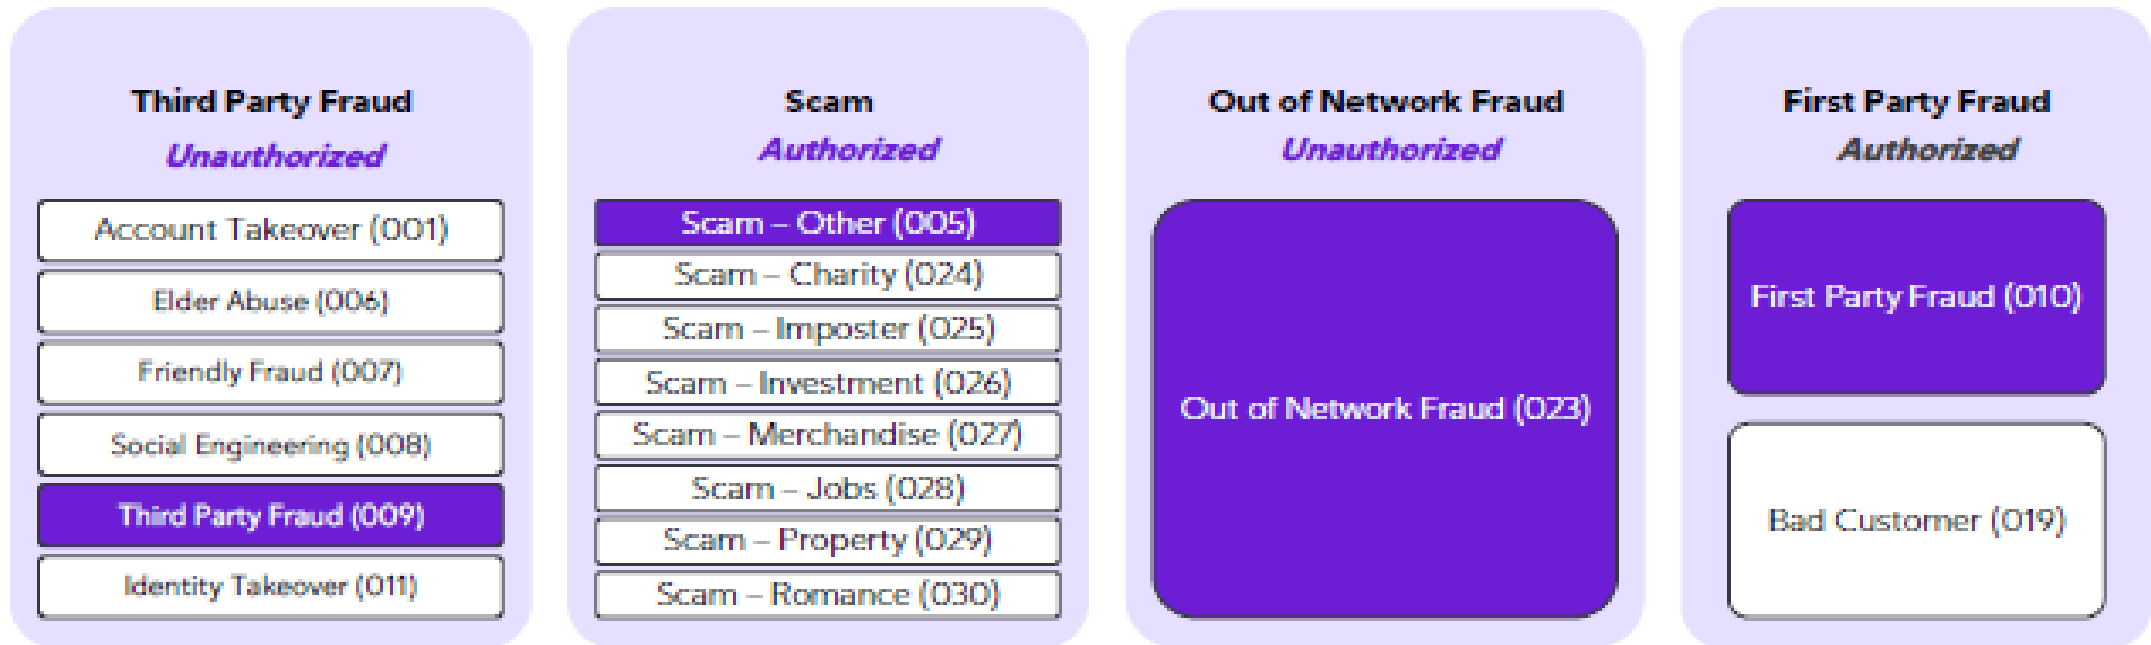 Third Party Fraud
Unauthorized
Account Takeover (001)
Elder Abuse (006)
Friendly Fraud (007)
Social Engineering (008)
Third Party Fraud (009)
Identity Takeover (011)
Scam
Authorized
Scam – Other (005)
Scam – Charity (024)
Scam – Imposter (025)
Scam – Investment (026)
Scam – Merchandise (027)
Scam – Jobs (028)
Scam – Property (029)
Scam – Romance (030)
Out of Network Fraud
Unauthorized
Out of Network Fraud (023)
First Party Fraud
Authorized
First Party Fraud (010)
Bad Customer (019)